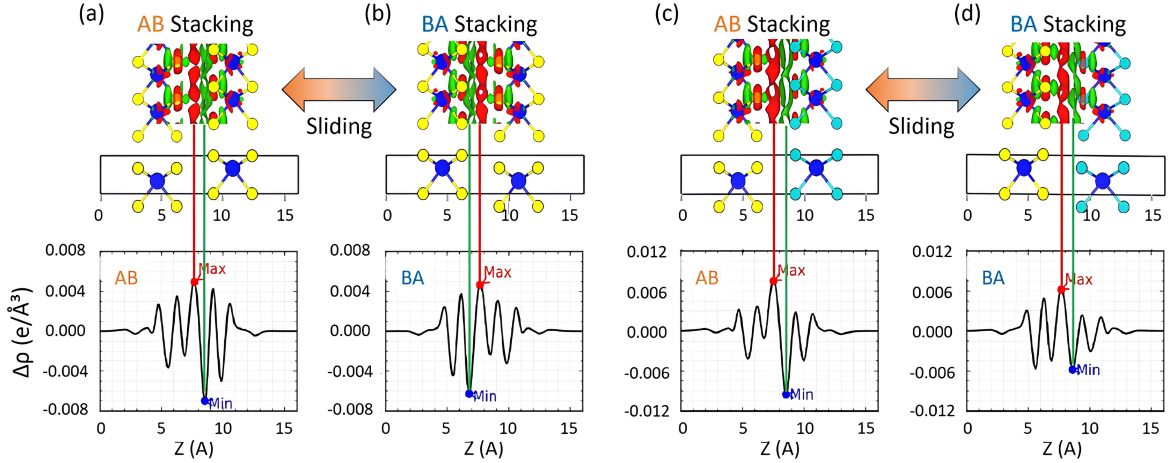 (a)
AB Stacking
Sliding
(b)
BA Stacking
(c)
AB Stacking
Sliding
(d)
BA Stacking
0 5 10 15
0 5 10 15
0 5 10 15
0 5 10 15
Δρ (e/Å³)
0.008
0.004
0.000
-0.004
-0.008
AB
Max
Min
0 5 10 15
Z (A)
0.008
0.004
0.000
-0.004
-0.008
BA
Max
Min
0 5 10 15
Z (A)
0.012
0.006
0.000
-0.006
-0.012
AB
Max
Min
0 5 10 15
Z (A)
0.012
0.006
0.000
-0.006
-0.012
BA
Max
Min
0 5 10 15
Z (A)